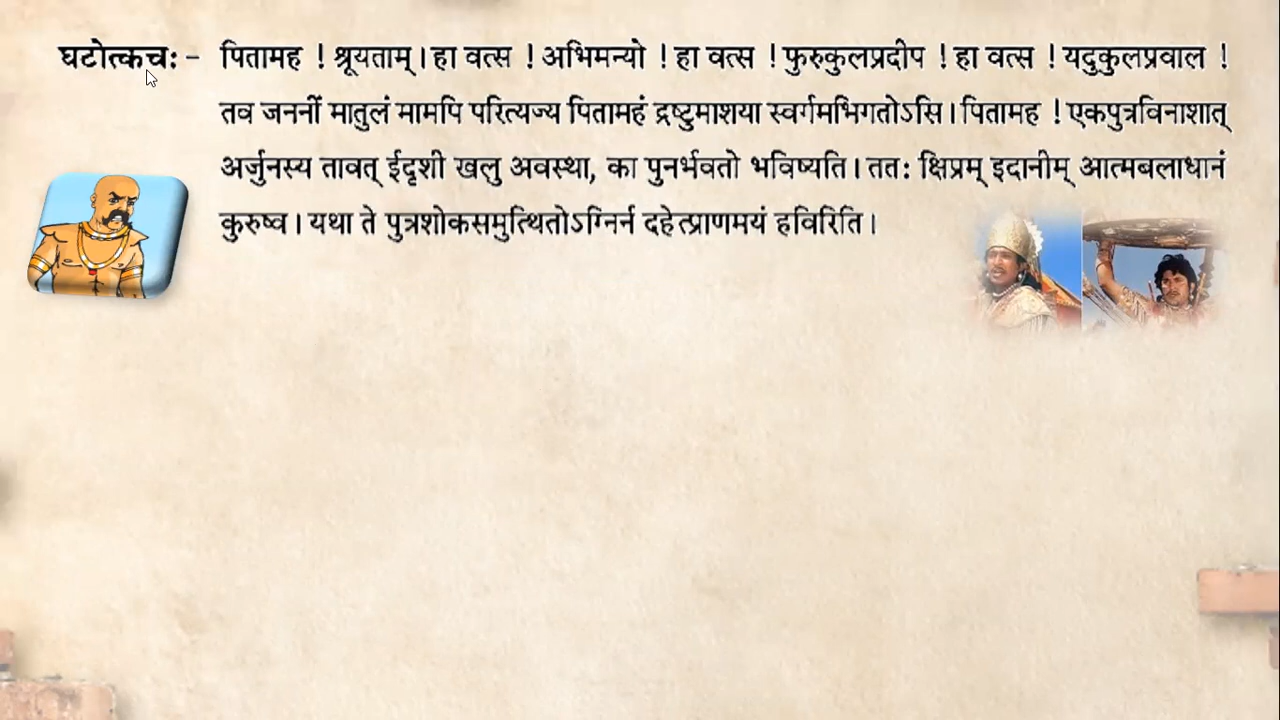 घटोत्कचः - पितामह ! श्रूयताम् । हा वत्स ! अभिमन्यो ! हा वत्स ! फुरुकुलप्रदीप ! हा वत्स ! यदुकुलप्रवाल !
तव जननीं मातुलं मामपि परित्यज्य पितामहं द्रष्टुमाशया स्वर्गमभिगतोऽसि । पितामह ! एकपुत्रविनाशात्
अर्जुनस्य तावत् ईदृशी खलु अवस्था, का पुनर्भवतो भविष्यति । ततः क्षिप्रम् इदानीम् आत्मबलाधानं
कुरुष्व । यथा ते पुत्रशोकसमुत्थितोऽग्निर्न दहेत्प्राणमयं हविरिति ।